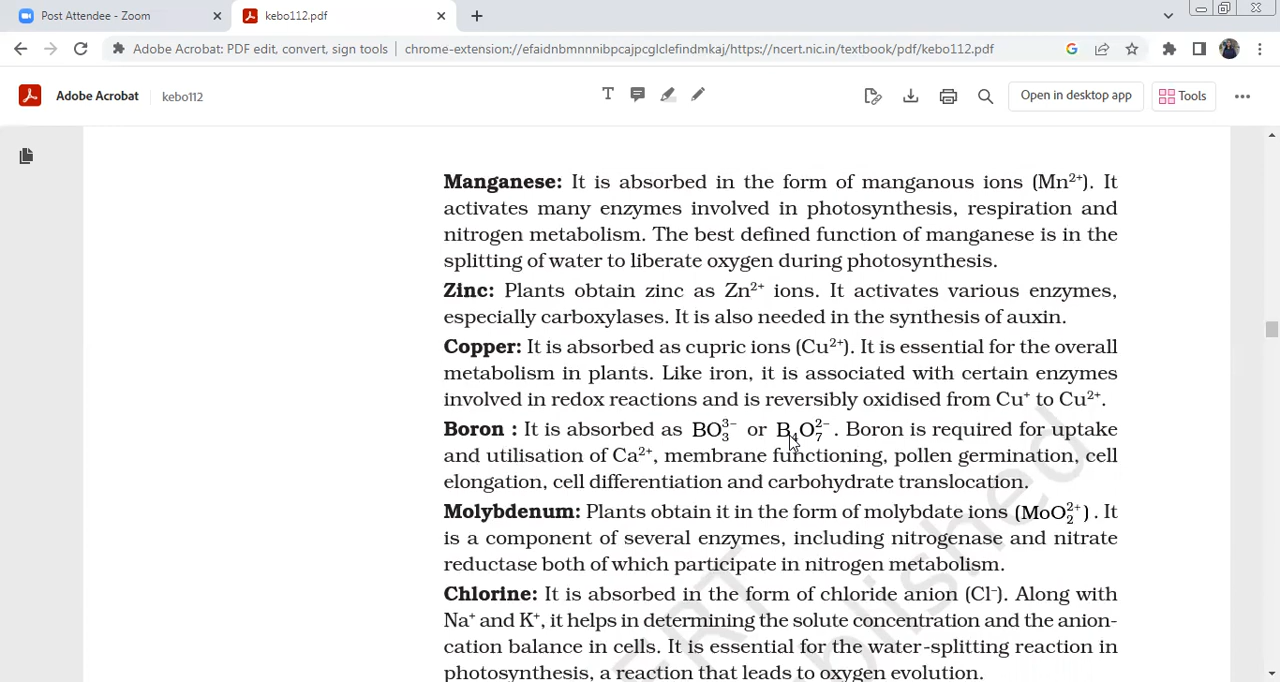 Post Attendee - Zoom
kebo112.pdf
Adobe Acrobat: PDF edit, convert, sign tools | chrome-extension://efaidnbmnnnibpcajpcglclefindmkaj/https://ncert.nic.in/textbook/pdf/kebo112.pdf
Adobe Acrobat | kebo112
Open in desktop app
Tools
Manganese: It is absorbed in the form of manganous ions (Mn²⁺). It
activates many enzymes involved in photosynthesis, respiration and
nitrogen metabolism. The best defined function of manganese is in the
splitting of water to liberate oxygen during photosynthesis.
Zinc: Plants obtain zinc as Zn²⁺ ions. It activates various enzymes,
especially carboxylases. It is also needed in the synthesis of auxin.
Copper: It is absorbed as cupric ions (Cu²⁺). It is essential for the overall
metabolism in plants. Like iron, it is associated with certain enzymes
involved in redox reactions and is reversibly oxidised from Cu⁺ to Cu²⁺.
Boron : It is absorbed as BO₃³⁻ or B₄O₇²⁻ . Boron is required for uptake
and utilisation of Ca²⁺, membrane functioning, pollen germination, cell
elongation, cell differentiation and carbohydrate translocation.
Molybdenum: Plants obtain it in the form of molybdate ions (MoO₂²⁺) . It
is a component of several enzymes, including nitrogenase and nitrate
reductase both of which participate in nitrogen metabolism.
Chlorine: It is absorbed in the form of chloride anion (Cl⁻). Along with
Na⁺ and K⁺, it helps in determining the solute concentration and the anion-
cation balance in cells. It is essential for the water-splitting reaction in
photosynthesis, a reaction that leads to oxygen evolution.